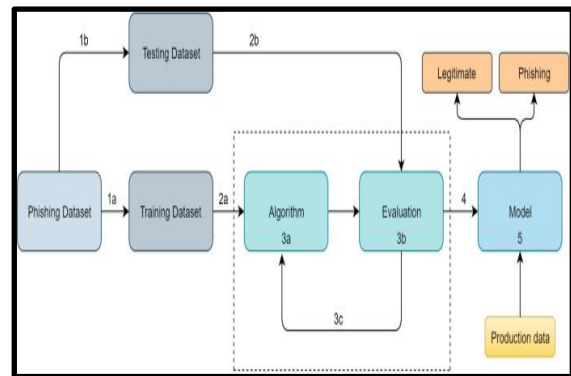 1b
Testing Dataset
2b
Legitimate
Phishing
Phishing Dataset
1a
Training Dataset
2a
Algorithm
3a
Evaluation
3b
4
Model
5
3c
Production data